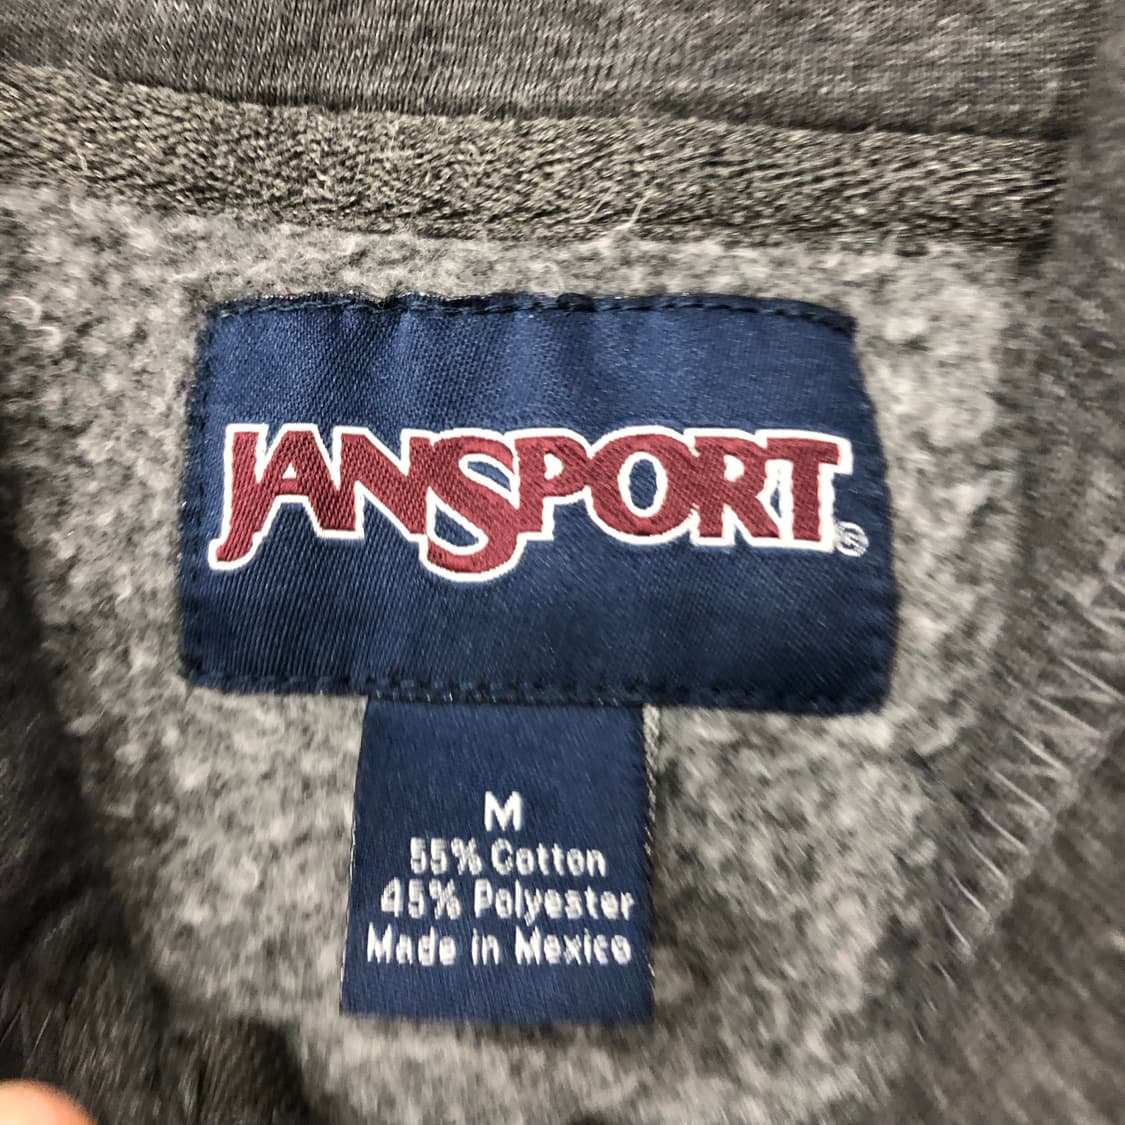 JANSPORT®
M
55% Cotton
45% Polyester
Made in Mexico